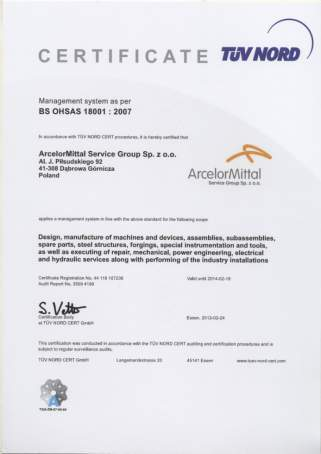 CERTIFICATE TÜV NORD
Management system as per
BS OHSAS 18001 : 2007
In accordance with TÜV NORD CERT procedures, it is hereby certified that
ArcelorMittal Service Group Sp. z o.o.
Al. J. Piłsudskiego 92
41-308 Dąbrowa Górnicza
Poland
ArcelorMittal
Service Group Sp. z o.o.
applies a management system in line with the above standard for the following scope
Design, manufacture of machines and devices, assemblies, subassemblies,
spare parts, steel structures, forgings, special instrumentation and tools,
as well as executing of repair, mechanical, power engineering, electrical
and hydraulic services along with performing of the industry installations
Certificate Registration No. 44 116 107236
Audit Report No. 3509 4190
Valid until 2014-02-18
S. Vetto
Certification Body
at TÜV NORD CERT GmbH
Essen, 2012-02-24
This certification was conducted in accordance with the TÜV NORD CERT auditing and certification procedures and is
subject to regular surveillance audits.
TÜV NORD CERT GmbH Langemarckstrasse 20 45141 Essen www.tuev-nord-cert.com